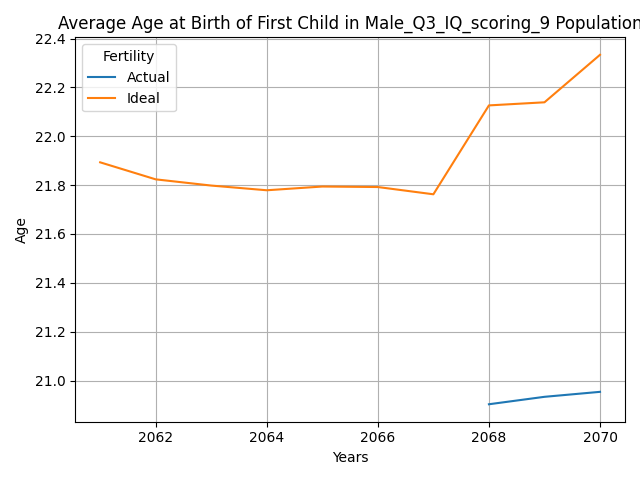 Average Age at Birth of First Child in Male_Q3_IQ_scoring_9 Population
22.4
22.2
22.0
21.8
21.6
21.4
21.2
21.0
Age
Fertility
Actual
Ideal
2062 2064 2066 2068 2070
Years